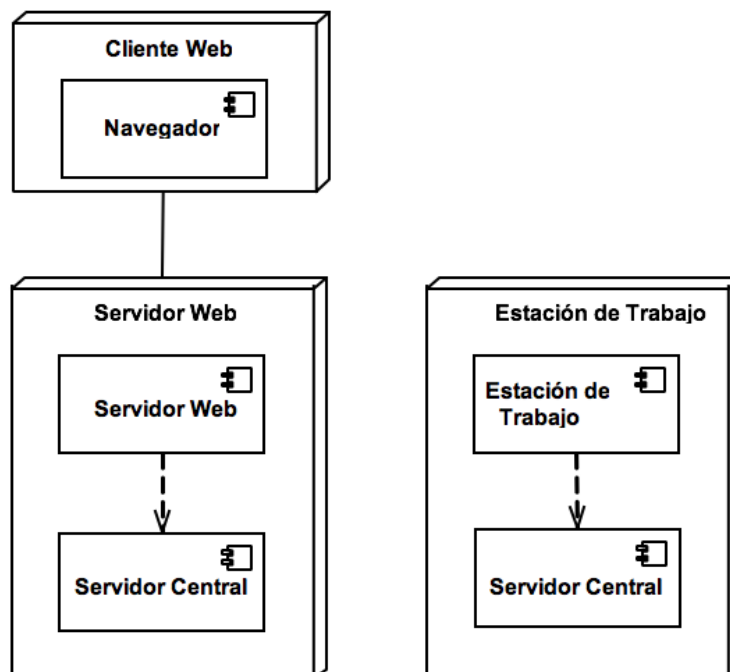 Cliente Web
Navegador
Servidor Web
Servidor Web
Servidor Central
Estación de Trabajo
Estación de
Trabajo
Servidor Central